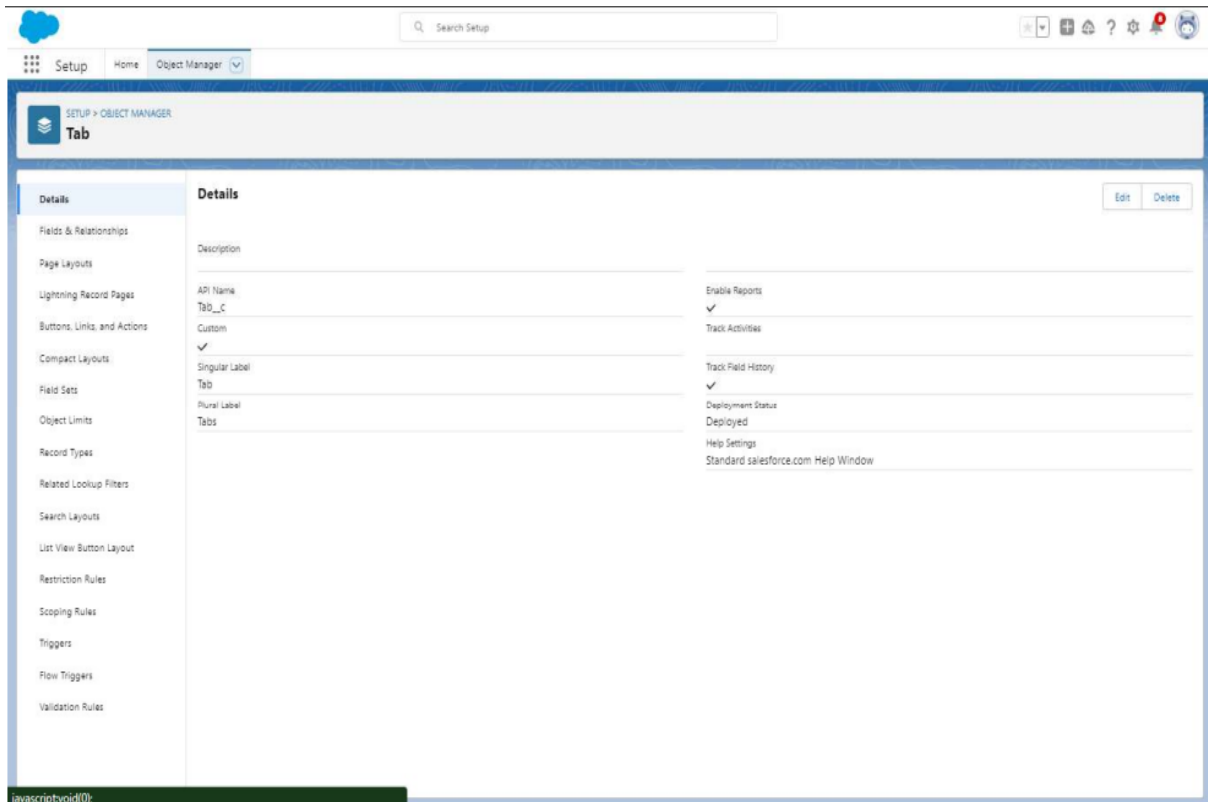 Search Setup
Setup Home Object Manager
SETUP > OBJECT MANAGER
Tab
Details
Fields & Relationships
Page Layouts
Lightning Record Pages
Buttons, Links, and Actions
Compact Layouts
Field Sets
Object Limits
Record Types
Related Lookup Filters
Search Layouts
List View Button Layout
Restriction Rules
Scoping Rules
Triggers
Flow Triggers
Validation Rules
Details
Edit Delete
Description
API Name
Tab__c
Custom
Singular Label
Tab
Plural Label
Tabs
Enable Reports
Track Activities
Track Field History
Deployment Status
Deployed
Help Settings
Standard salesforce.com Help Window
javascript:void(0);